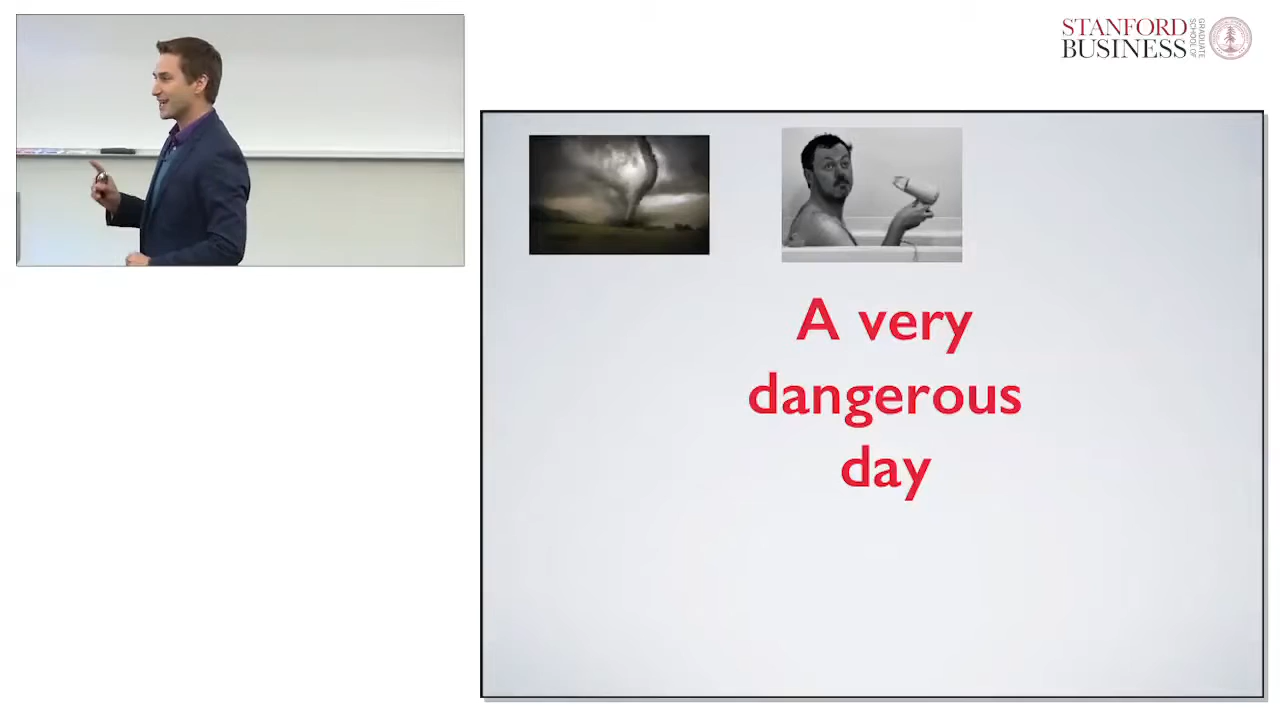 STANFORD
BUSINESS
GRADUATE
SCHOOL OF
A very
dangerous
day